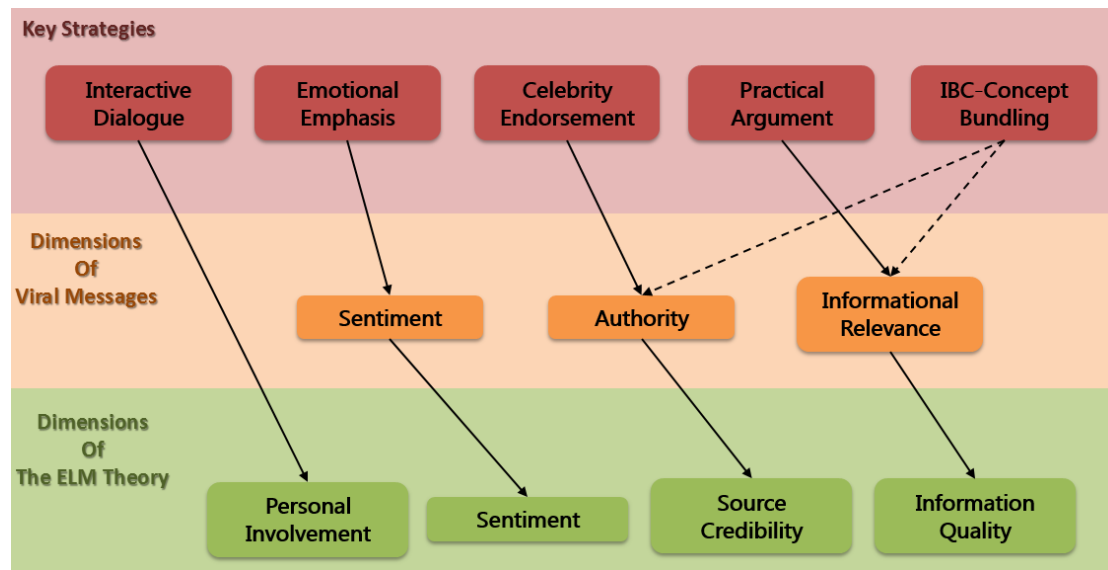 Key Strategies
Interactive
Dialogue
Emotional
Emphasis
Celebrity
Endorsement
Practical
Argument
IBC-Concept
Bundling
Dimensions
Of
Viral Messages
Sentiment
Authority
Informational
Relevance
Dimensions
Of
The ELM Theory
Personal
Involvement
Sentiment
Source
Credibility
Information
Quality